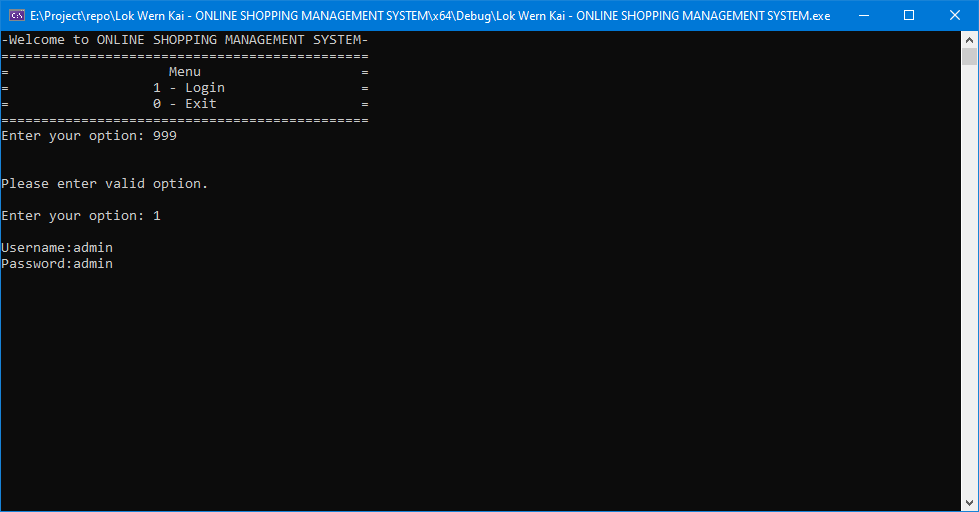 E:\Project\repo\Lok Wern Kai - ONLINE SHOPPING MANAGEMENT SYSTEM\x64\Debug\Lok Wern Kai - ONLINE SHOPPING MANAGEMENT SYSTEM.exe
-Welcome to ONLINE SHOPPING MANAGEMENT SYSTEM-
==============================================
=                    Menu                    =
=                  1 - Login                 =
=                  0 - Exit                  =
==============================================
Enter your option: 999
Please enter valid option.
Enter your option: 1
Username:admin
Password:admin